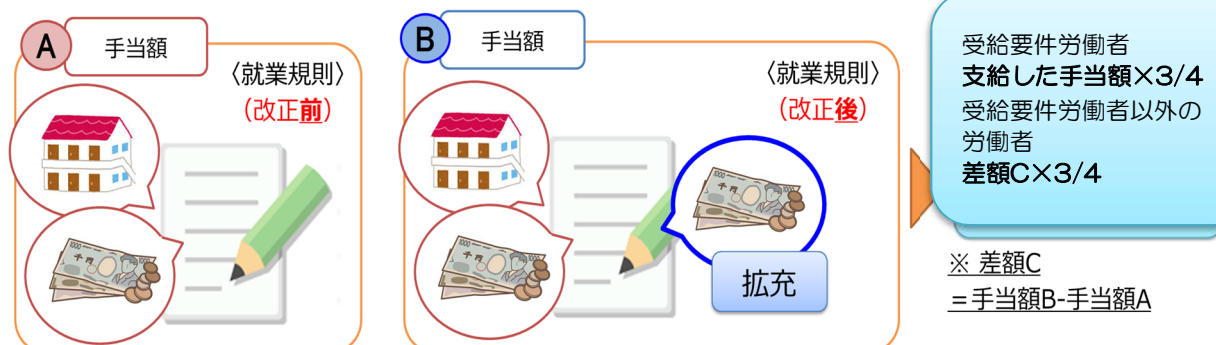 A
手当額
〈就業規則〉
(改正前)
B
手当額
〈就業規則〉
(改正後)
拡充
受給要件労働者
支給した手当額×3/4
受給要件労働者以外の
労働者
差額C×3/4
※ 差額C
＝手当額B-手当額A